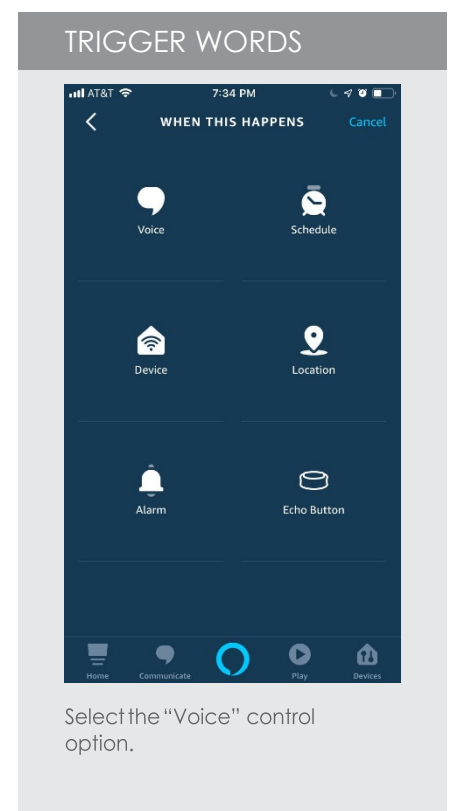 TRIGGER WORDS
AT&T 7:34 PM
WHEN THIS HAPPENS Cancel
Voice Schedule
Device Location
Alarm Echo Button
Home Communicate Play Devices
Select the “Voice” control
option.